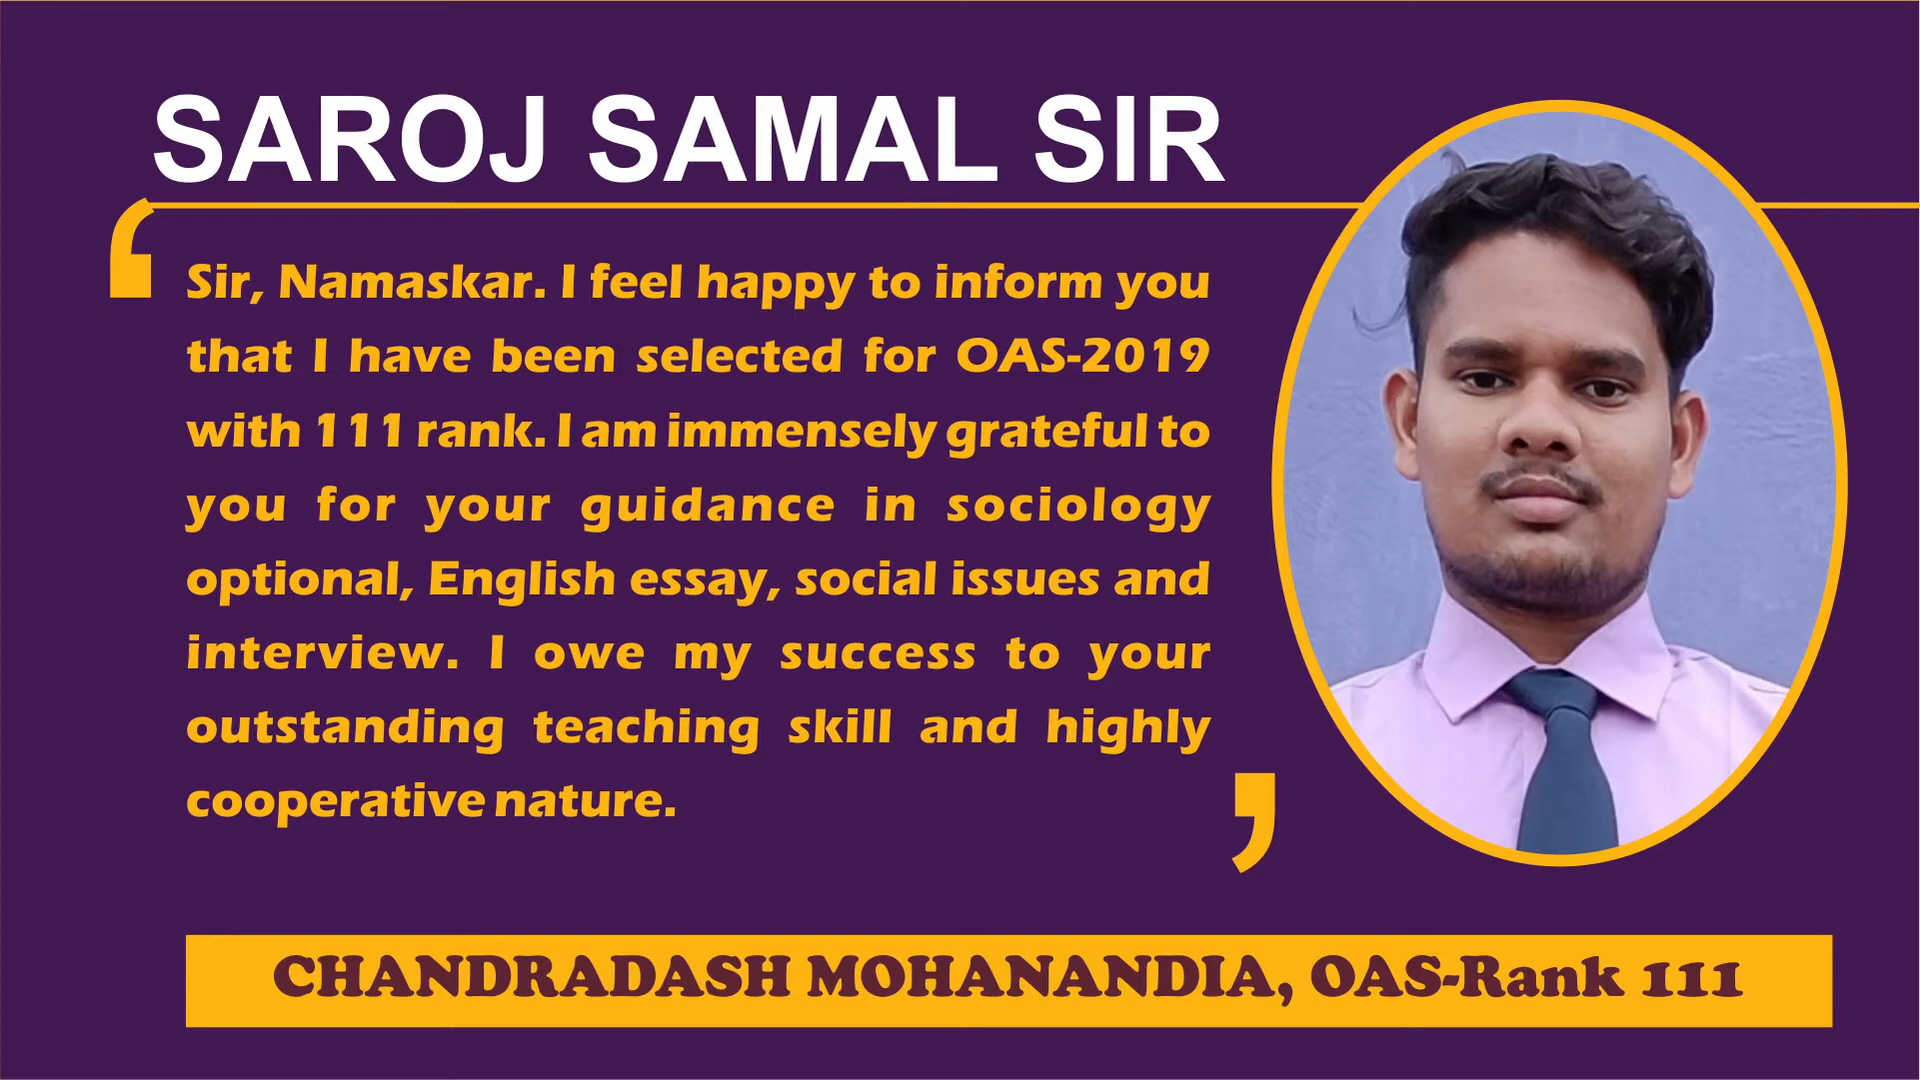 SAROJ SAMAL SIR
‘
Sir, Namaskar. I feel happy to inform you
that I have been selected for OAS-2019
with 111 rank. I am immensely grateful to
you for your guidance in sociology
optional, English essay, social issues and
interview. I owe my success to your
outstanding teaching skill and highly
cooperative nature.
’
CHANDRADASH MOHANANDIA, OAS-Rank 111